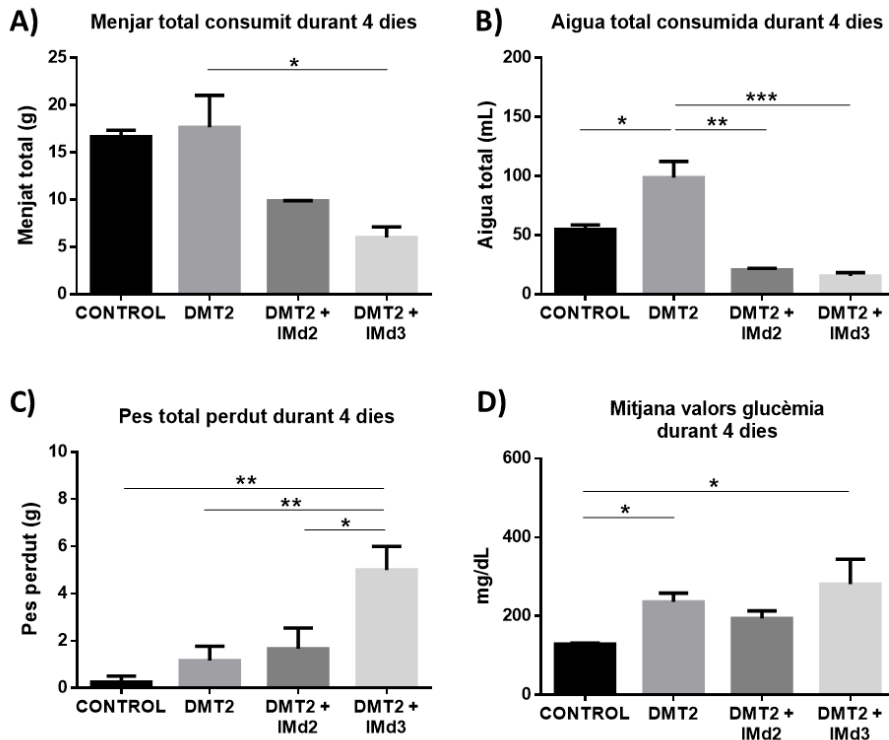 A)
Menjar total consumit durant 4 dies
25
20
15
10
5
0
Menjat total (g)
*
CONTROL
DMT2
DMT2 +
IMd2
DMT2 +
IMd3
B)
Aigua total consumida durant 4 dies
200
150
100
50
0
Aigua total (mL)
***
*
**
CONTROL
DMT2
DMT2 +
IMd2
DMT2 +
IMd3
C)
Pes total perdut durant 4 dies
10
8
6
4
2
0
Pes perdut (g)
**
**
*
CONTROL
DMT2
DMT2 +
IMd2
DMT2 +
IMd3
D)
Mitjana valors glucèmia
durant 4 dies
600
400
200
0
mg/dL
*
*
CONTROL
DMT2
DMT2 +
IMd2
DMT2 +
IMd3